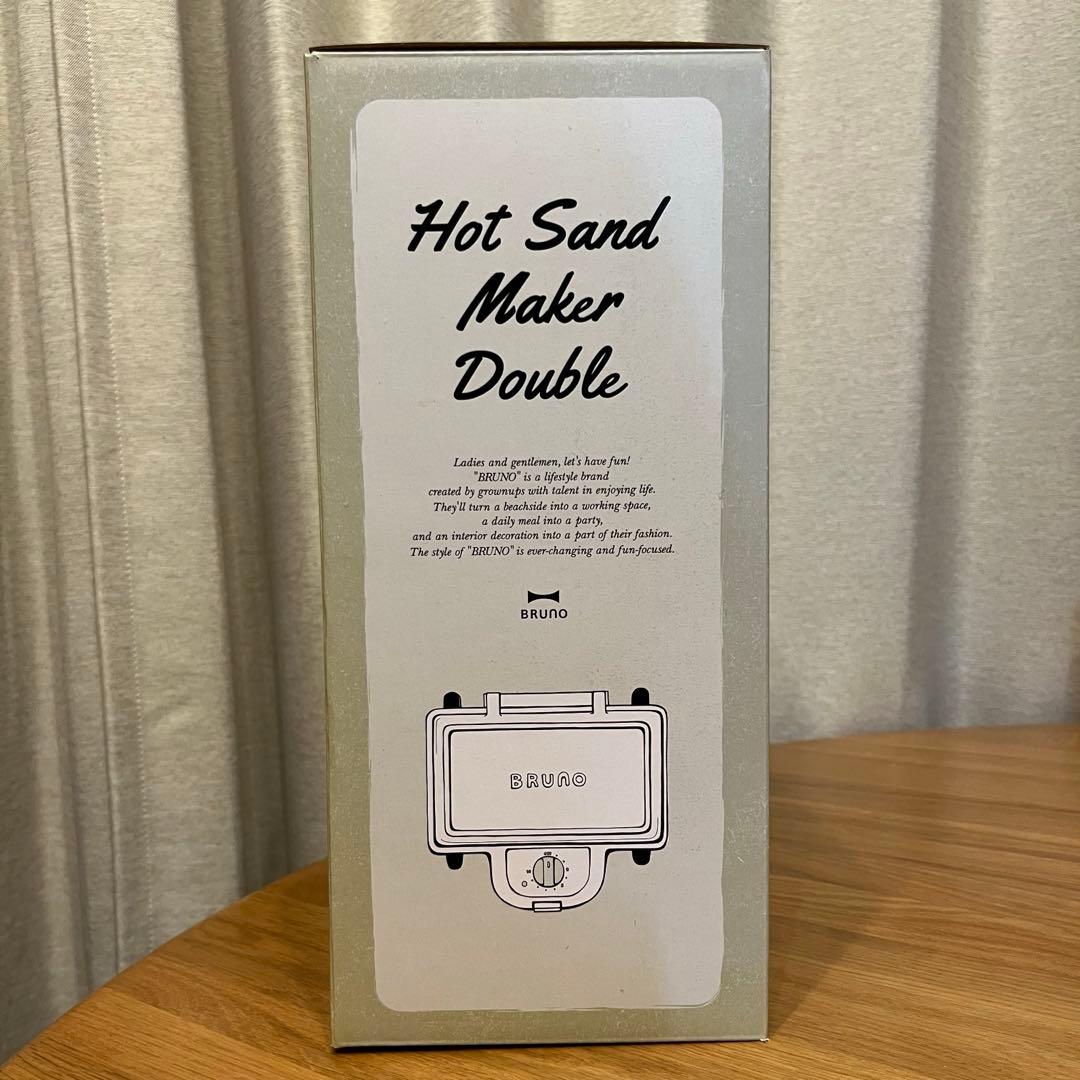 Hot Sand
Maker
Double
Ladies and gentlemen, let's have fun!
"BRUNO" is a lifestyle brand
created by grownups with talent in enjoying life.
They'll turn a beachside into a working space,
a daily meal into a party,
and an interior decoration into a part of their fashion.
The style of "BRUNO" is ever-changing and fun-focused.
BRUNO
BRUNO